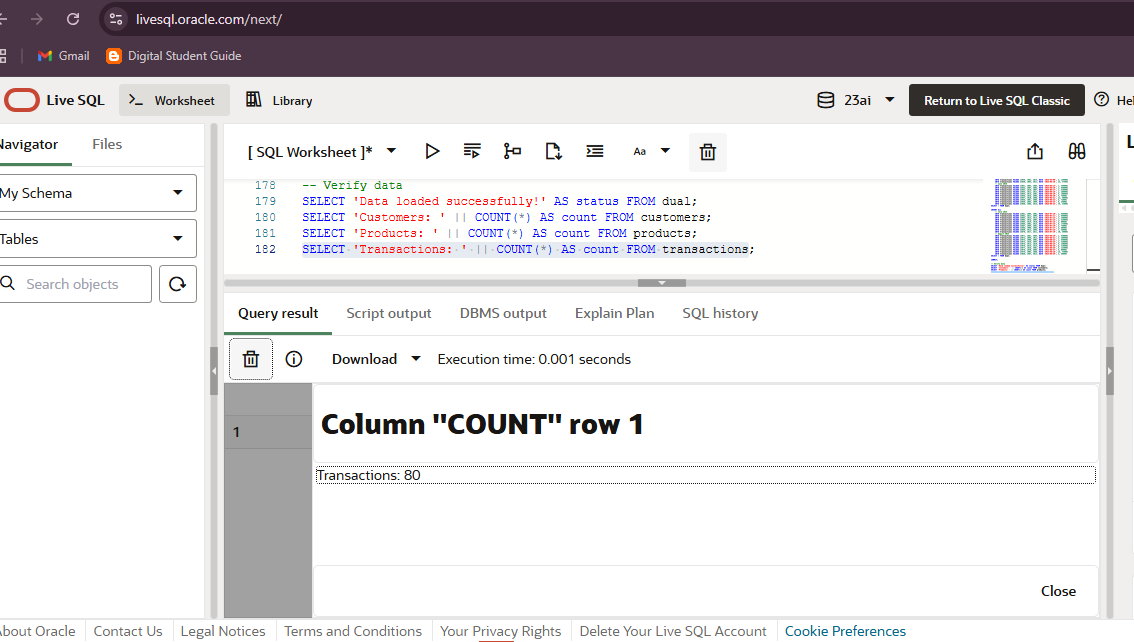 livesql.oracle.com/next/
Gmail
Digital Student Guide
Live SQL
Worksheet
Library
23ai
Return to Live SQL Classic
Navigator
Files
[ SQL Worksheet ]*
Aa
My Schema
Tables
Search objects
178 -- Verify data
179 SELECT 'Data loaded successfully!' AS status FROM dual;
180 SELECT 'Customers: ' || COUNT(*) AS count FROM customers;
181 SELECT 'Products: ' || COUNT(*) AS count FROM products;
182 SELECT 'Transactions: ' || COUNT(*) AS count FROM transactions;
Query result
Script output
DBMS output
Explain Plan
SQL history
Download
Execution time: 0.001 seconds
1
Column "COUNT" row 1
Transactions: 80
Close
About Oracle
Contact Us
Legal Notices
Terms and Conditions
Your Privacy Rights
Delete Your Live SQL Account
Cookie Preferences